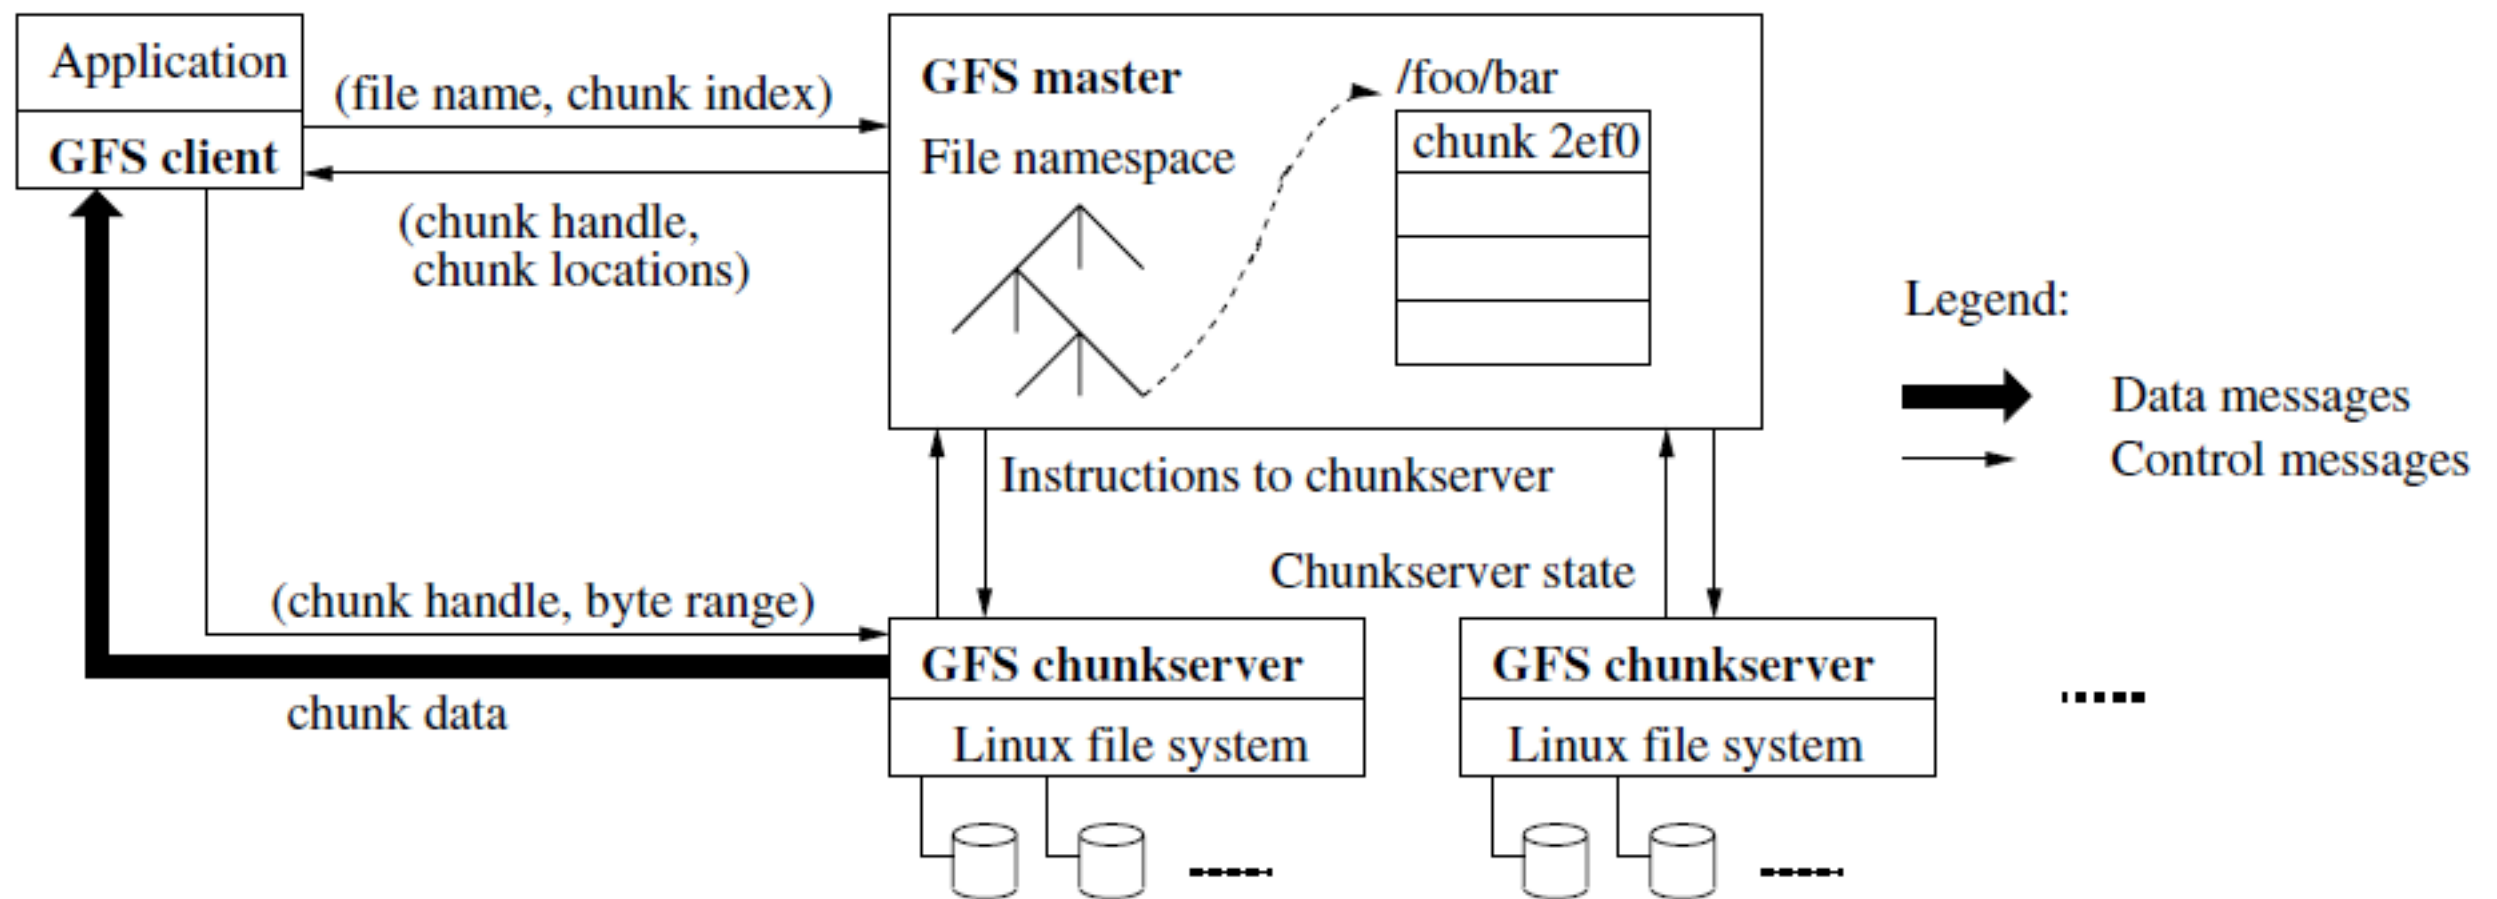 Application
GFS client
(file name, chunk index)
(chunk handle,
chunk locations)
GFS master
File namespace
/foo/bar
chunk 2ef0
Legend:
Data messages
Control messages
Instructions to chunkserver
Chunkserver state
(chunk handle, byte range)
chunk data
GFS chunkserver
Linux file system
GFS chunkserver
Linux file system